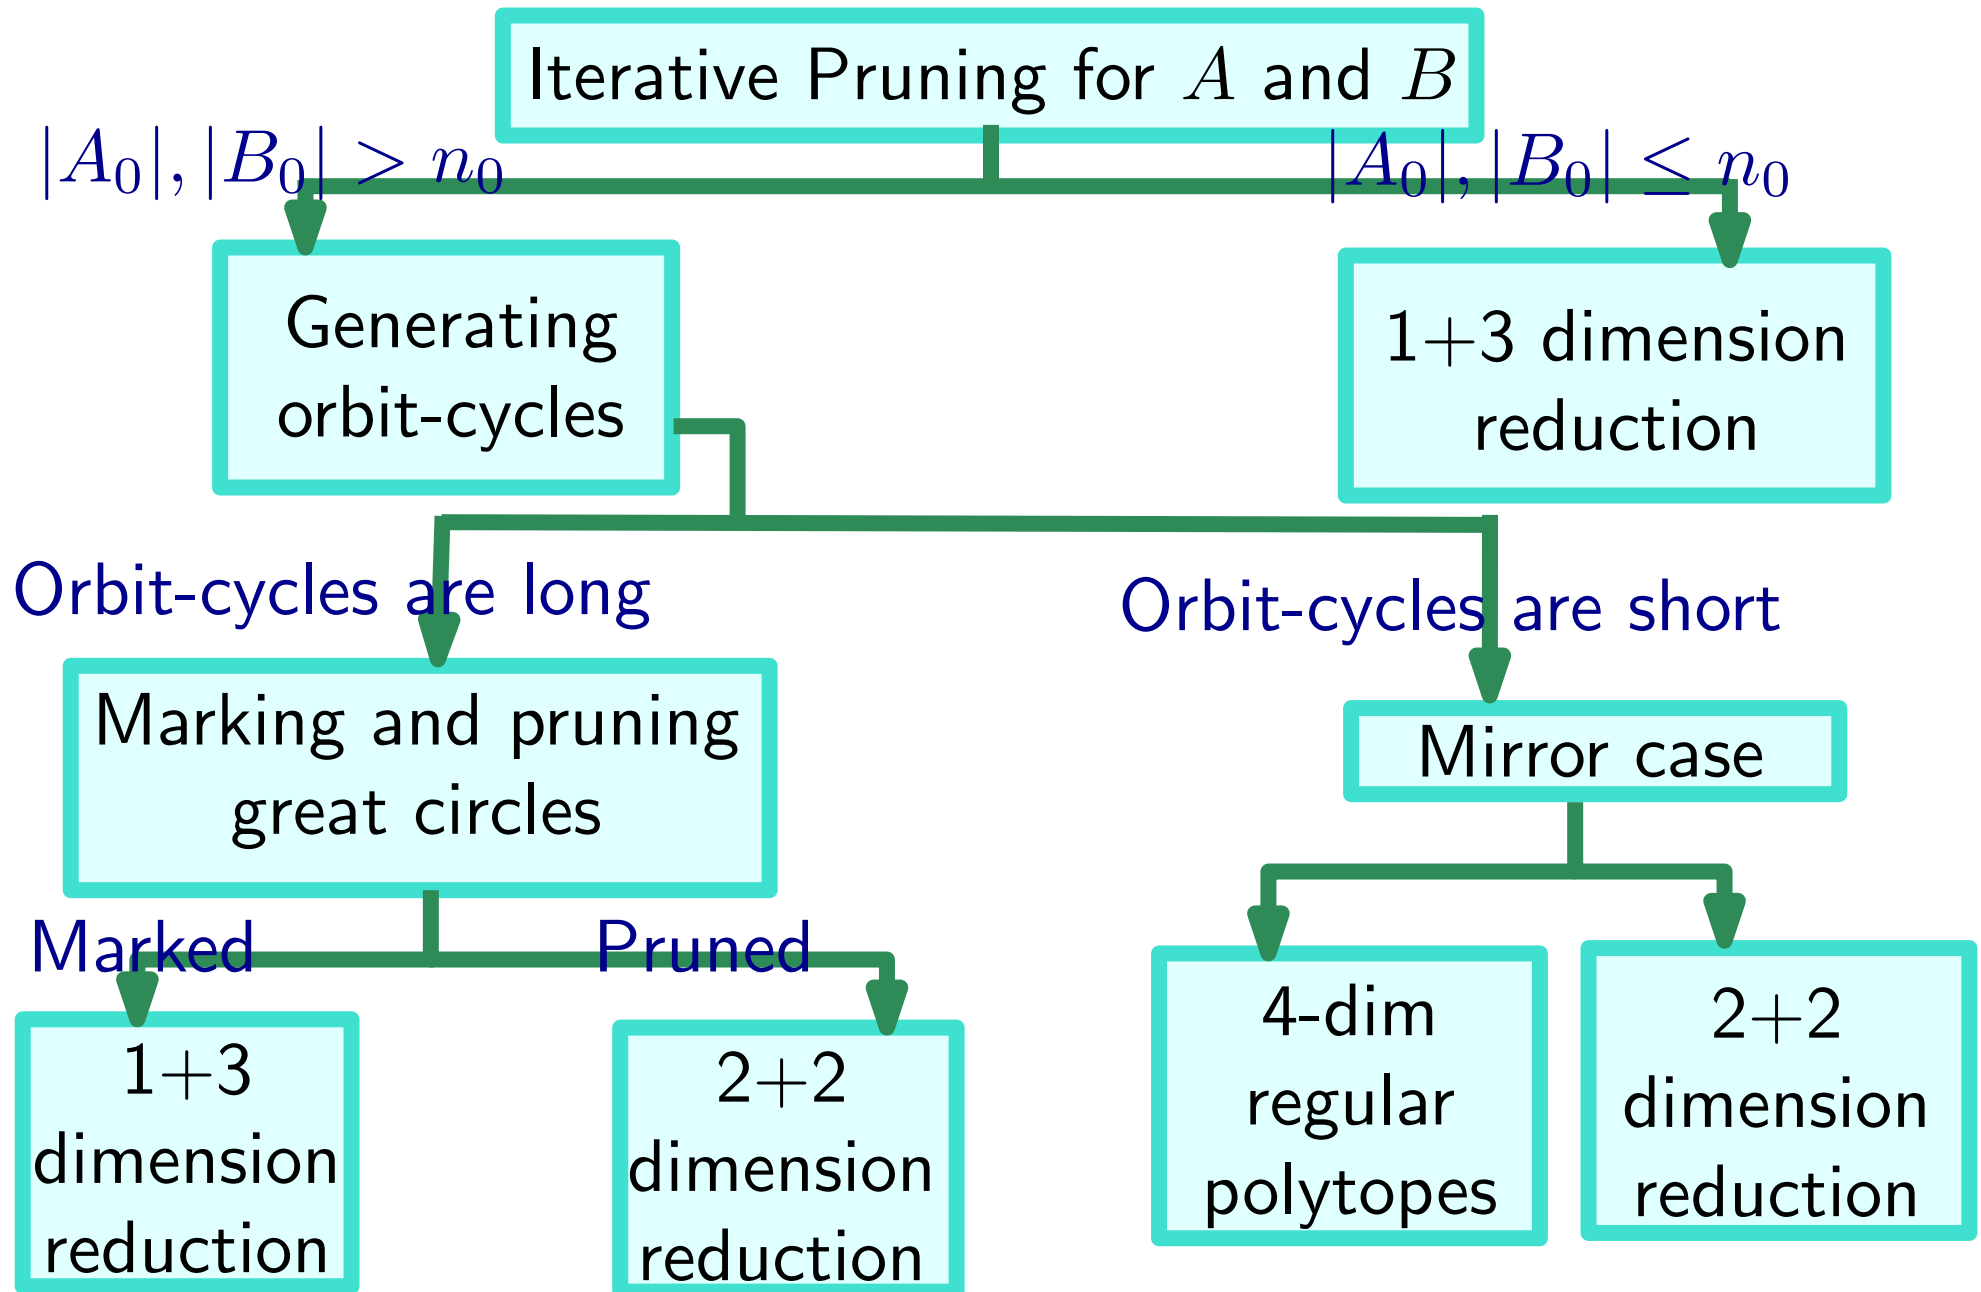 Iterative Pruning for A and B
|A₀|, |B₀| > n₀
|A₀|, |B₀| ≤ n₀
Generating
orbit-cycles
1+3 dimension
reduction
Orbit-cycles are long
Orbit-cycles are short
Marking and pruning
great circles
Mirror case
Marked
Pruned
1+3
dimension
reduction
2+2
dimension
reduction
4-dim
regular
polytopes
2+2
dimension
reduction